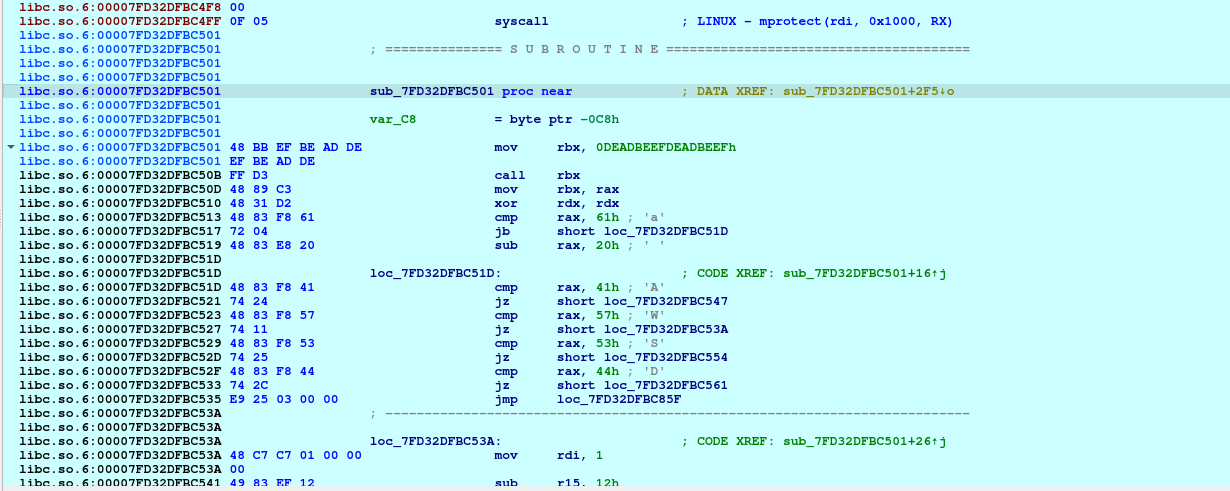 libc.so.6:00007FD32DFBC4F8 00
libc.so.6:00007FD32DFBC4FF 0F 05 syscall ; LINUX - mprotect(rdi, 0x1000, RX)
libc.so.6:00007FD32DFBC501
libc.so.6:00007FD32DFBC501 ; =============== S U B R O U T I N E =======================================
libc.so.6:00007FD32DFBC501
libc.so.6:00007FD32DFBC501
libc.so.6:00007FD32DFBC501 sub_7FD32DFBC501 proc near ; DATA XREF: sub_7FD32DFBC501+2F5↓o
libc.so.6:00007FD32DFBC501
libc.so.6:00007FD32DFBC501 var_C8 = byte ptr -0C8h
libc.so.6:00007FD32DFBC501
libc.so.6:00007FD32DFBC501 48 BB EF BE AD DE mov rbx, 0DEADBEEFDEADBEEFh
libc.so.6:00007FD32DFBC501 EF BE AD DE
libc.so.6:00007FD32DFBC50B FF D3 call rbx
libc.so.6:00007FD32DFBC50D 48 89 C3 mov rbx, rax
libc.so.6:00007FD32DFBC510 48 31 D2 xor rdx, rdx
libc.so.6:00007FD32DFBC513 48 83 F8 61 cmp rax, 61h ; 'a'
libc.so.6:00007FD32DFBC517 72 04 jb short loc_7FD32DFBC51D
libc.so.6:00007FD32DFBC519 48 83 E8 20 sub rax, 20h ; ' '
libc.so.6:00007FD32DFBC51D
libc.so.6:00007FD32DFBC51D loc_7FD32DFBC51D: ; CODE XREF: sub_7FD32DFBC501+16↑j
libc.so.6:00007FD32DFBC51D 48 83 F8 41 cmp rax, 41h ; 'A'
libc.so.6:00007FD32DFBC521 74 24 jz short loc_7FD32DFBC547
libc.so.6:00007FD32DFBC523 48 83 F8 57 cmp rax, 57h ; 'W'
libc.so.6:00007FD32DFBC527 74 11 jz short loc_7FD32DFBC53A
libc.so.6:00007FD32DFBC529 48 83 F8 53 cmp rax, 53h ; 'S'
libc.so.6:00007FD32DFBC52D 74 25 jz short loc_7FD32DFBC554
libc.so.6:00007FD32DFBC52F 48 83 F8 44 cmp rax, 44h ; 'D'
libc.so.6:00007FD32DFBC533 74 2C jz short loc_7FD32DFBC561
libc.so.6:00007FD32DFBC535 E9 25 03 00 00 jmp loc_7FD32DFBC85F
libc.so.6:00007FD32DFBC53A ; ---------------------------------------------------------------------------
libc.so.6:00007FD32DFBC53A
libc.so.6:00007FD32DFBC53A loc_7FD32DFBC53A: ; CODE XREF: sub_7FD32DFBC501+26↑j
libc.so.6:00007FD32DFBC53A 48 C7 C7 01 00 00 mov rdi, 1
libc.so.6:00007FD32DFBC53A 00
libc.so.6:00007FD32DFBC541 49 83 EF 12 sub r15, 12h